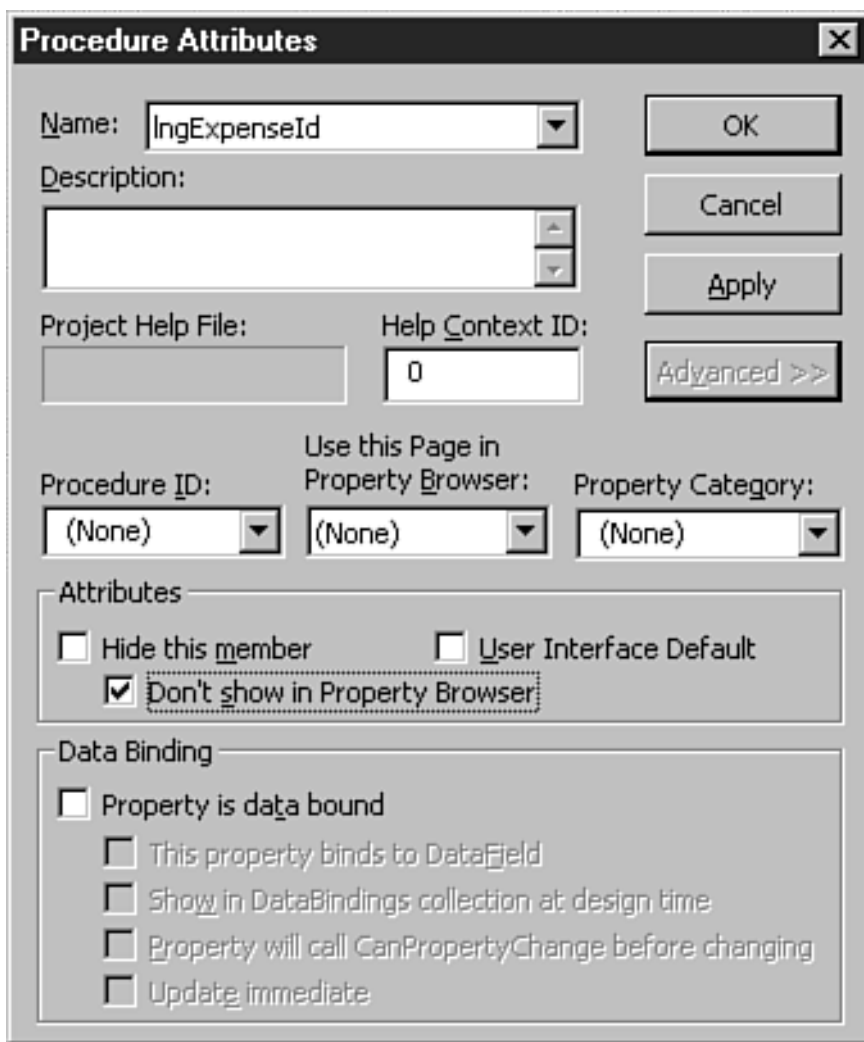 Procedure Attributes
Name: lngExpenseId
OK
Description:
Cancel
Apply
Project Help File: Help Context ID:
0
Advanced >>
Use this Page in
Procedure ID: Property Browser: Property Category:
(None) (None) (None)
Attributes
Hide this member User Interface Default
Don't show in Property Browser
Data Binding
Property is data bound
This property binds to DataField
Show in DataBindings collection at design time
Property will call CanPropertyChange before changing
Update immediate